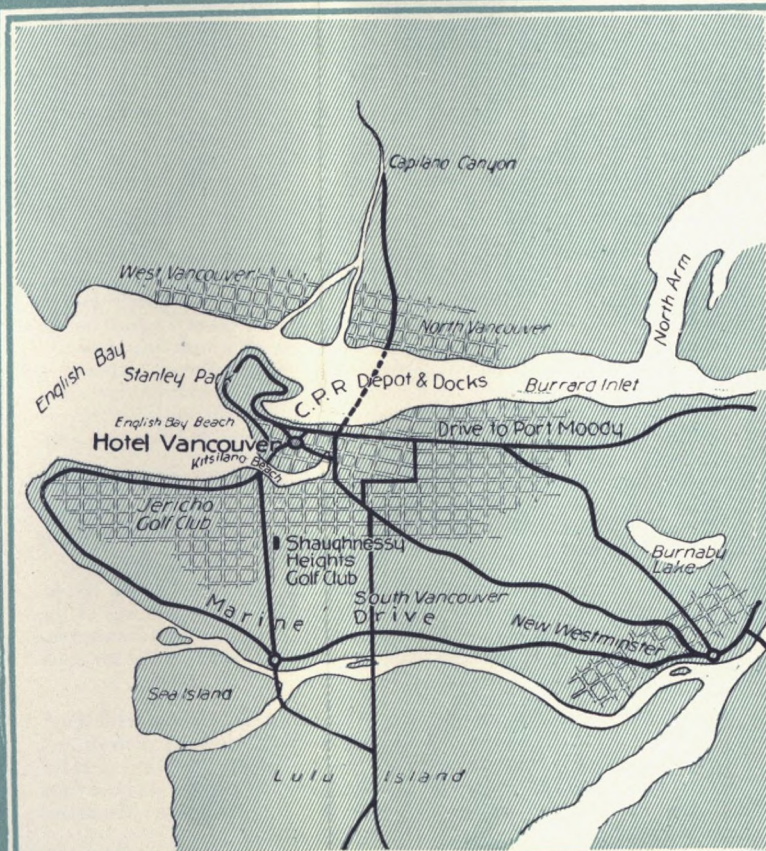 Capilano Canyon
West Vancouver
North Arm
North Vancouver
English Bay
Stanley Park
C.P.R. Depot & Docks
Burrard Inlet
English Bay Beach
Drive to Port Moody
Hotel Vancouver
Kitsilano Beach
Jericho
Golf Club
Shaughnessy
Heights
Golf Club
Burnaby
Lake
South Vancouver
Marine Drive
New Westminster
Sea Island
Lulu Island